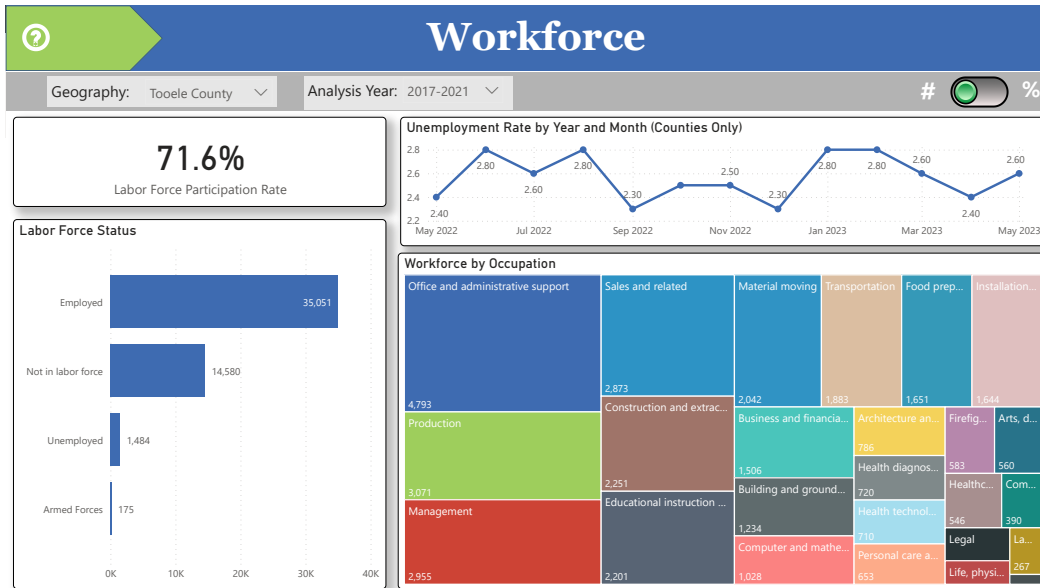 ?
Workforce
Geography: Tooele County
Analysis Year: 2017-2021
# %
71.6%
Labor Force Participation Rate
Unemployment Rate by Year and Month (Counties Only)
2.8
2.6
2.4
2.2
2.40
2.80
2.60
2.80
2.30
2.50
2.30
2.80
2.80
2.60
2.40
2.60
May 2022
Jul 2022
Sep 2022
Nov 2022
Jan 2023
Mar 2023
May 2023
Labor Force Status
Employed 35,051
Not in labor force 14,580
Unemployed 1,484
Armed Forces 175
0K 10K 20K 30K 40K
Workforce by Occupation
Office and administrative support
4,793
Production
3,071
Management
2,955
Sales and related
2,873
Construction and extrac...
2,251
Educational instruction ...
2,201
Material moving
2,042
Transportation
1,883
Food prep...
1,651
Installation...
1,644
Business and financia...
1,506
Building and ground...
1,234
Computer and mathe...
1,028
Architecture an...
786
Health diagnos...
720
Health technol...
710
Personal care a...
653
Firefig...
583
Arts, d...
560
Healthc...
546
Com...
390
Legal
La...
267
Life, physi...